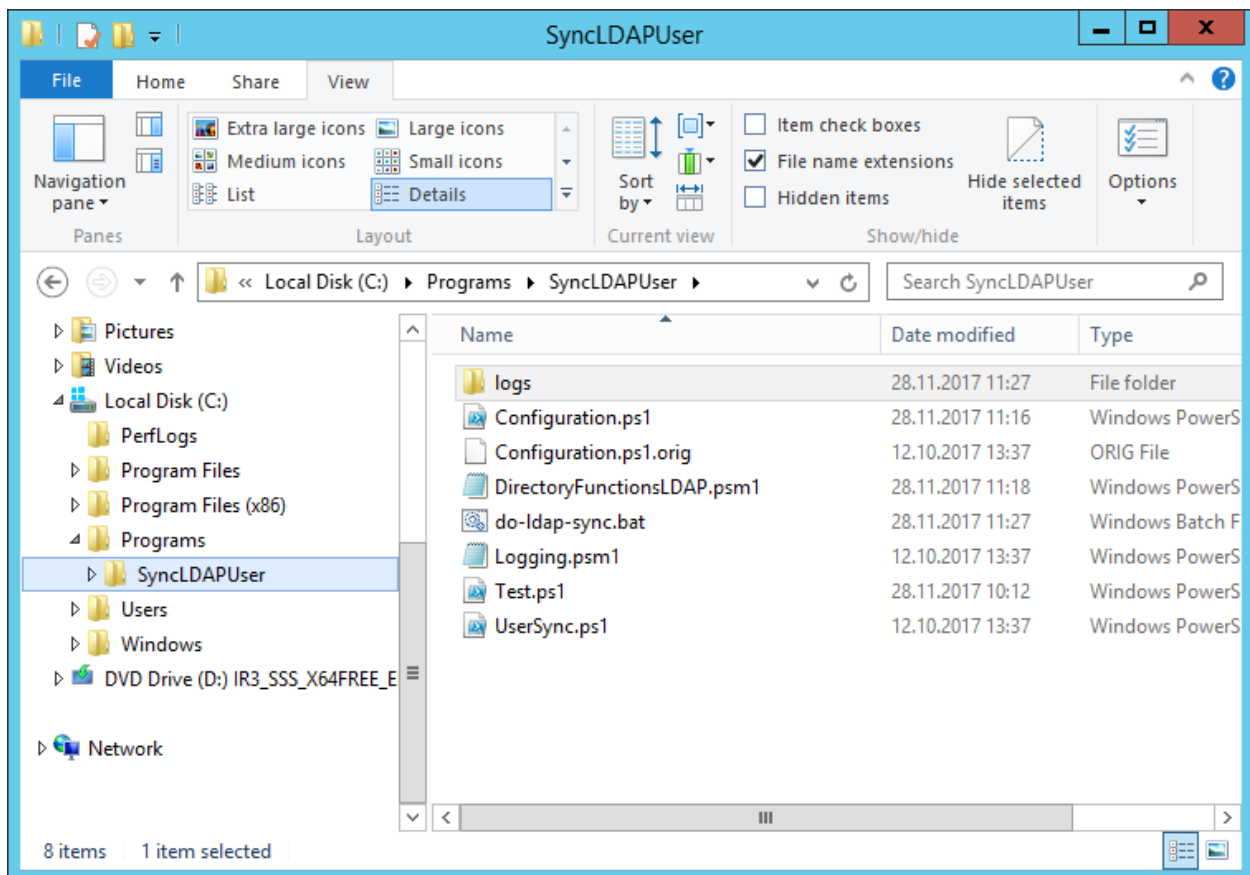 SyncLDAPUser
File Home Share View
Extra large icons Large icons
Medium icons Small icons
List Details
Navigation pane
Sort by
Item check boxes
File name extensions
Hidden items
Hide selected items
Options
Panes Layout Current view Show/hide
« Local Disk (C:) Programs SyncLDAPUser
Search SyncLDAPUser
Pictures
Videos
Local Disk (C:)
PerfLogs
Program Files
Program Files (x86)
Programs
SyncLDAPUser
Users
Windows
DVD Drive (D:) IR3_SSS_X64FREE_E
Network
Name Date modified Type
logs 28.11.2017 11:27 File folder
Configuration.ps1 28.11.2017 11:16 Windows PowerS
Configuration.ps1.orig 12.10.2017 13:37 ORIG File
DirectoryFunctionsLDAP.psm1 28.11.2017 11:18 Windows PowerS
do-ldap-sync.bat 28.11.2017 11:27 Windows Batch F
Logging.psm1 12.10.2017 13:37 Windows PowerS
Test.ps1 28.11.2017 10:12 Windows PowerS
UserSync.ps1 12.10.2017 13:37 Windows PowerS
8 items 1 item selected